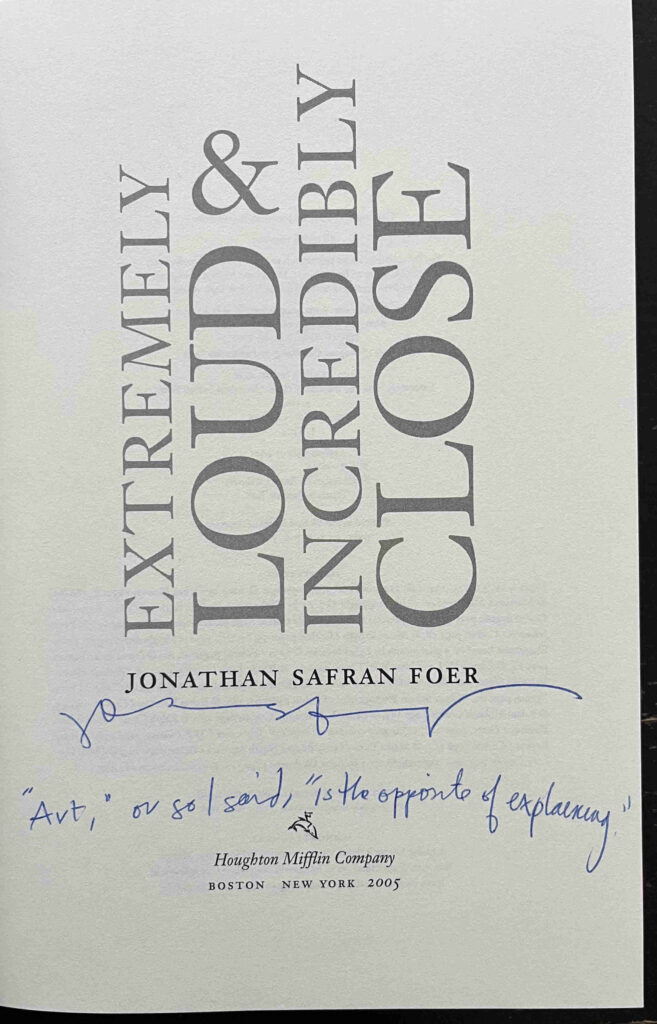 EXTREMELY
LOUD &
INCREDIBLY
CLOSE
JONATHAN SAFRAN FOER
"Art," or so I said, "is the opposite of explaining."
Houghton Mifflin Company
BOSTON NEW YORK 2005